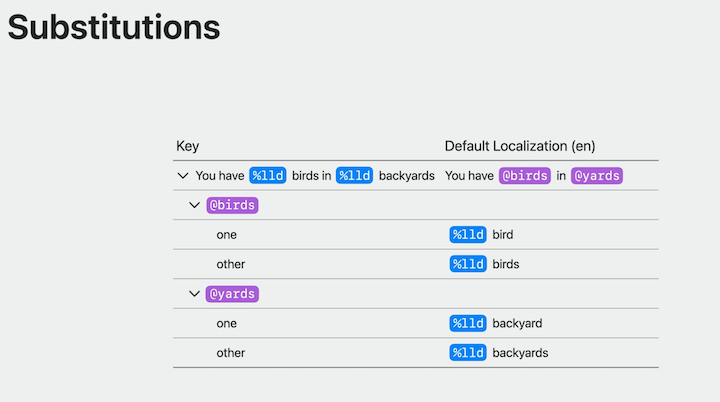 Substitutions
Key Default Localization (en)
You have %lld birds in %lld backyards You have @birds in @yards
@birds
one %lld bird
other %lld birds
@yards
one %lld backyard
other %lld backyards